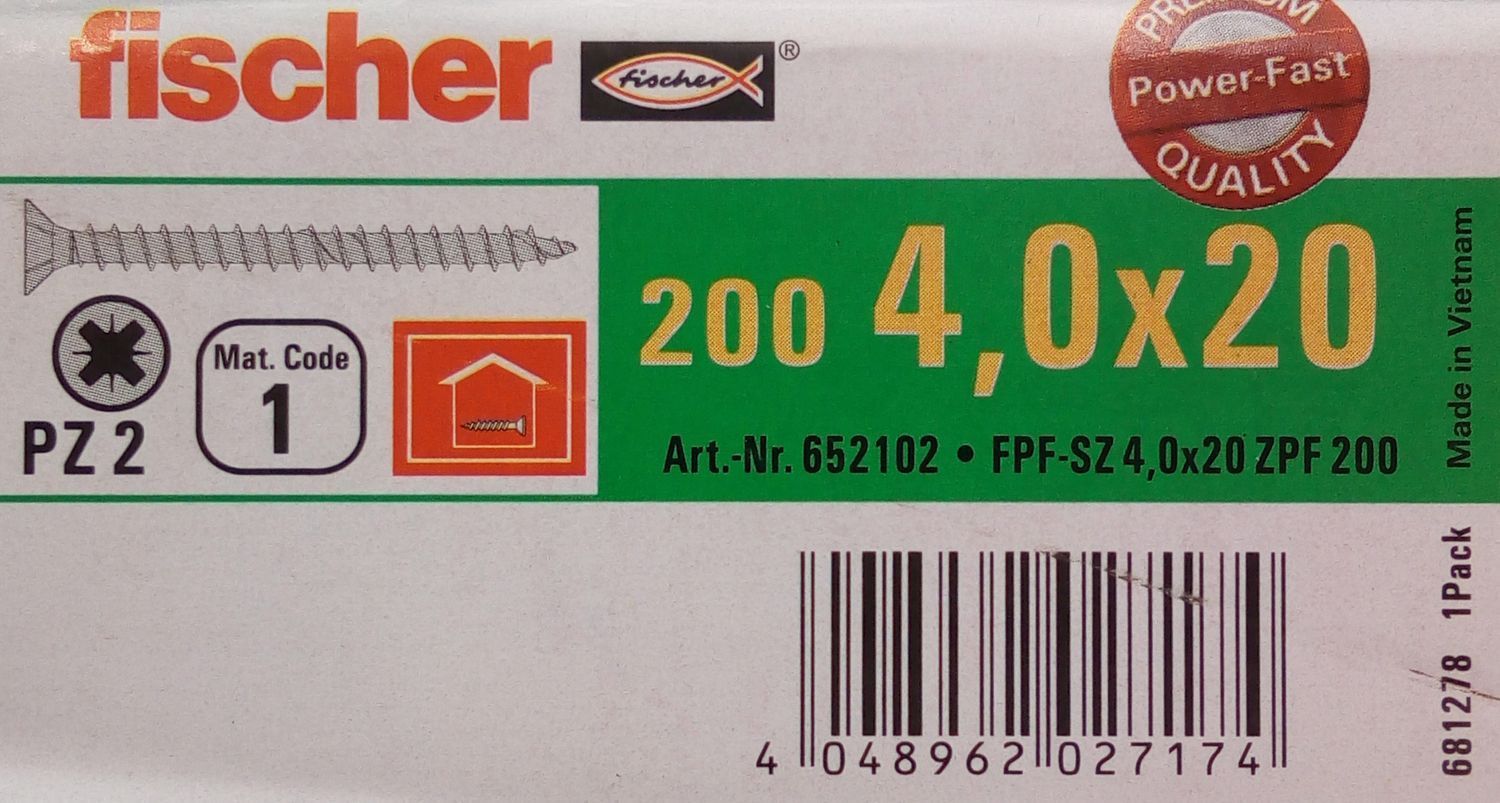 fischer
fischer ®
PREMIUM
Power-Fast
QUALITY
200 4,0x20
PZ 2
Mat. Code
1
Art.-Nr. 652102 • FPF-SZ 4,0x20 ZPF 200
Made in Vietnam
681278 1Pack
4 048962 027174